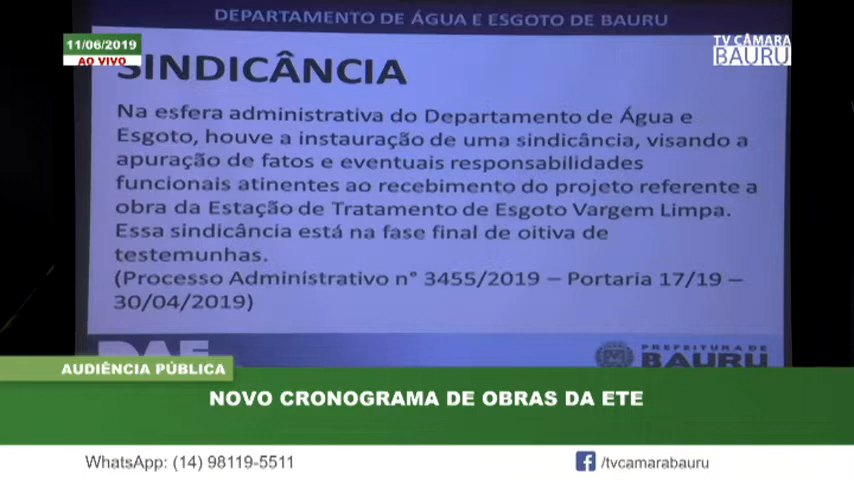 DEPARTAMENTO DE ÁGUA E ESGOTO DE BAURU
11/06/2019
AO VIVO
TV CÂMARA
BAURU
SINDICÂNCIA
Na esfera administrativa do Departamento de Água e
Esgoto, houve a instauração de uma sindicância, visando a
apuração de fatos e eventuais responsabilidades
funcionais atinentes ao recebimento do projeto referente a
obra da Estação de Tratamento de Esgoto Vargem Limpa.
Essa sindicância está na fase final de oitiva de
testemunhas.
(Processo Administrativo n° 3455/2019 – Portaria 17/19 –
30/04/2019)
DAE
PREFEITURA DE
BAURU
AUDIÊNCIA PÚBLICA
NOVO CRONOGRAMA DE OBRAS DA ETE
WhatsApp: (14) 98119-5511
/tvcamarabauru